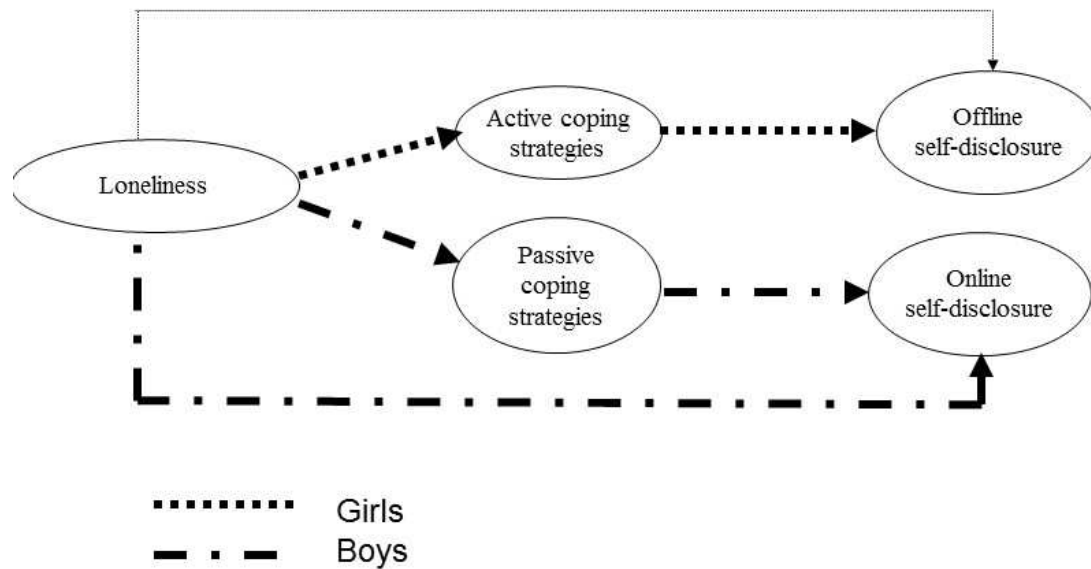 Loneliness
Active coping
strategies
Offline
self-disclosure
Passive
coping
strategies
Online
self-disclosure
Girls
Boys